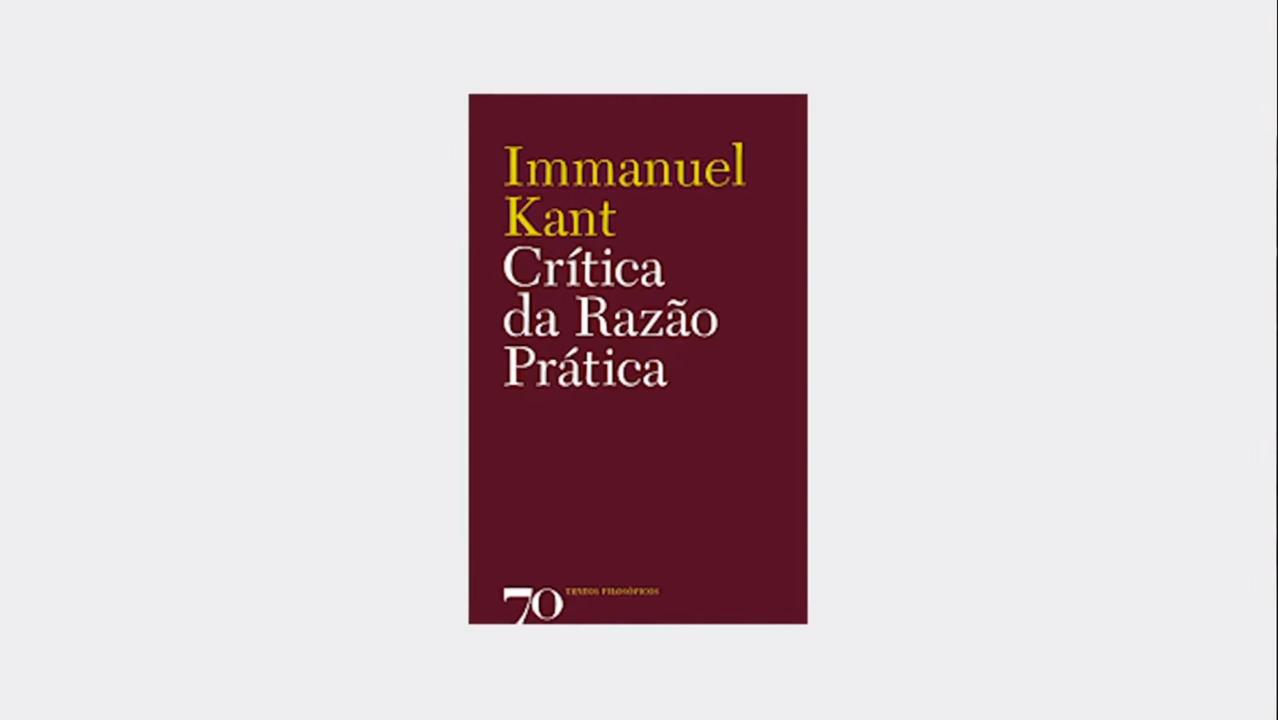 Immanuel
Kant
Crítica
da Razão
Prática
70 TEXTOS FILOSÓFICOS